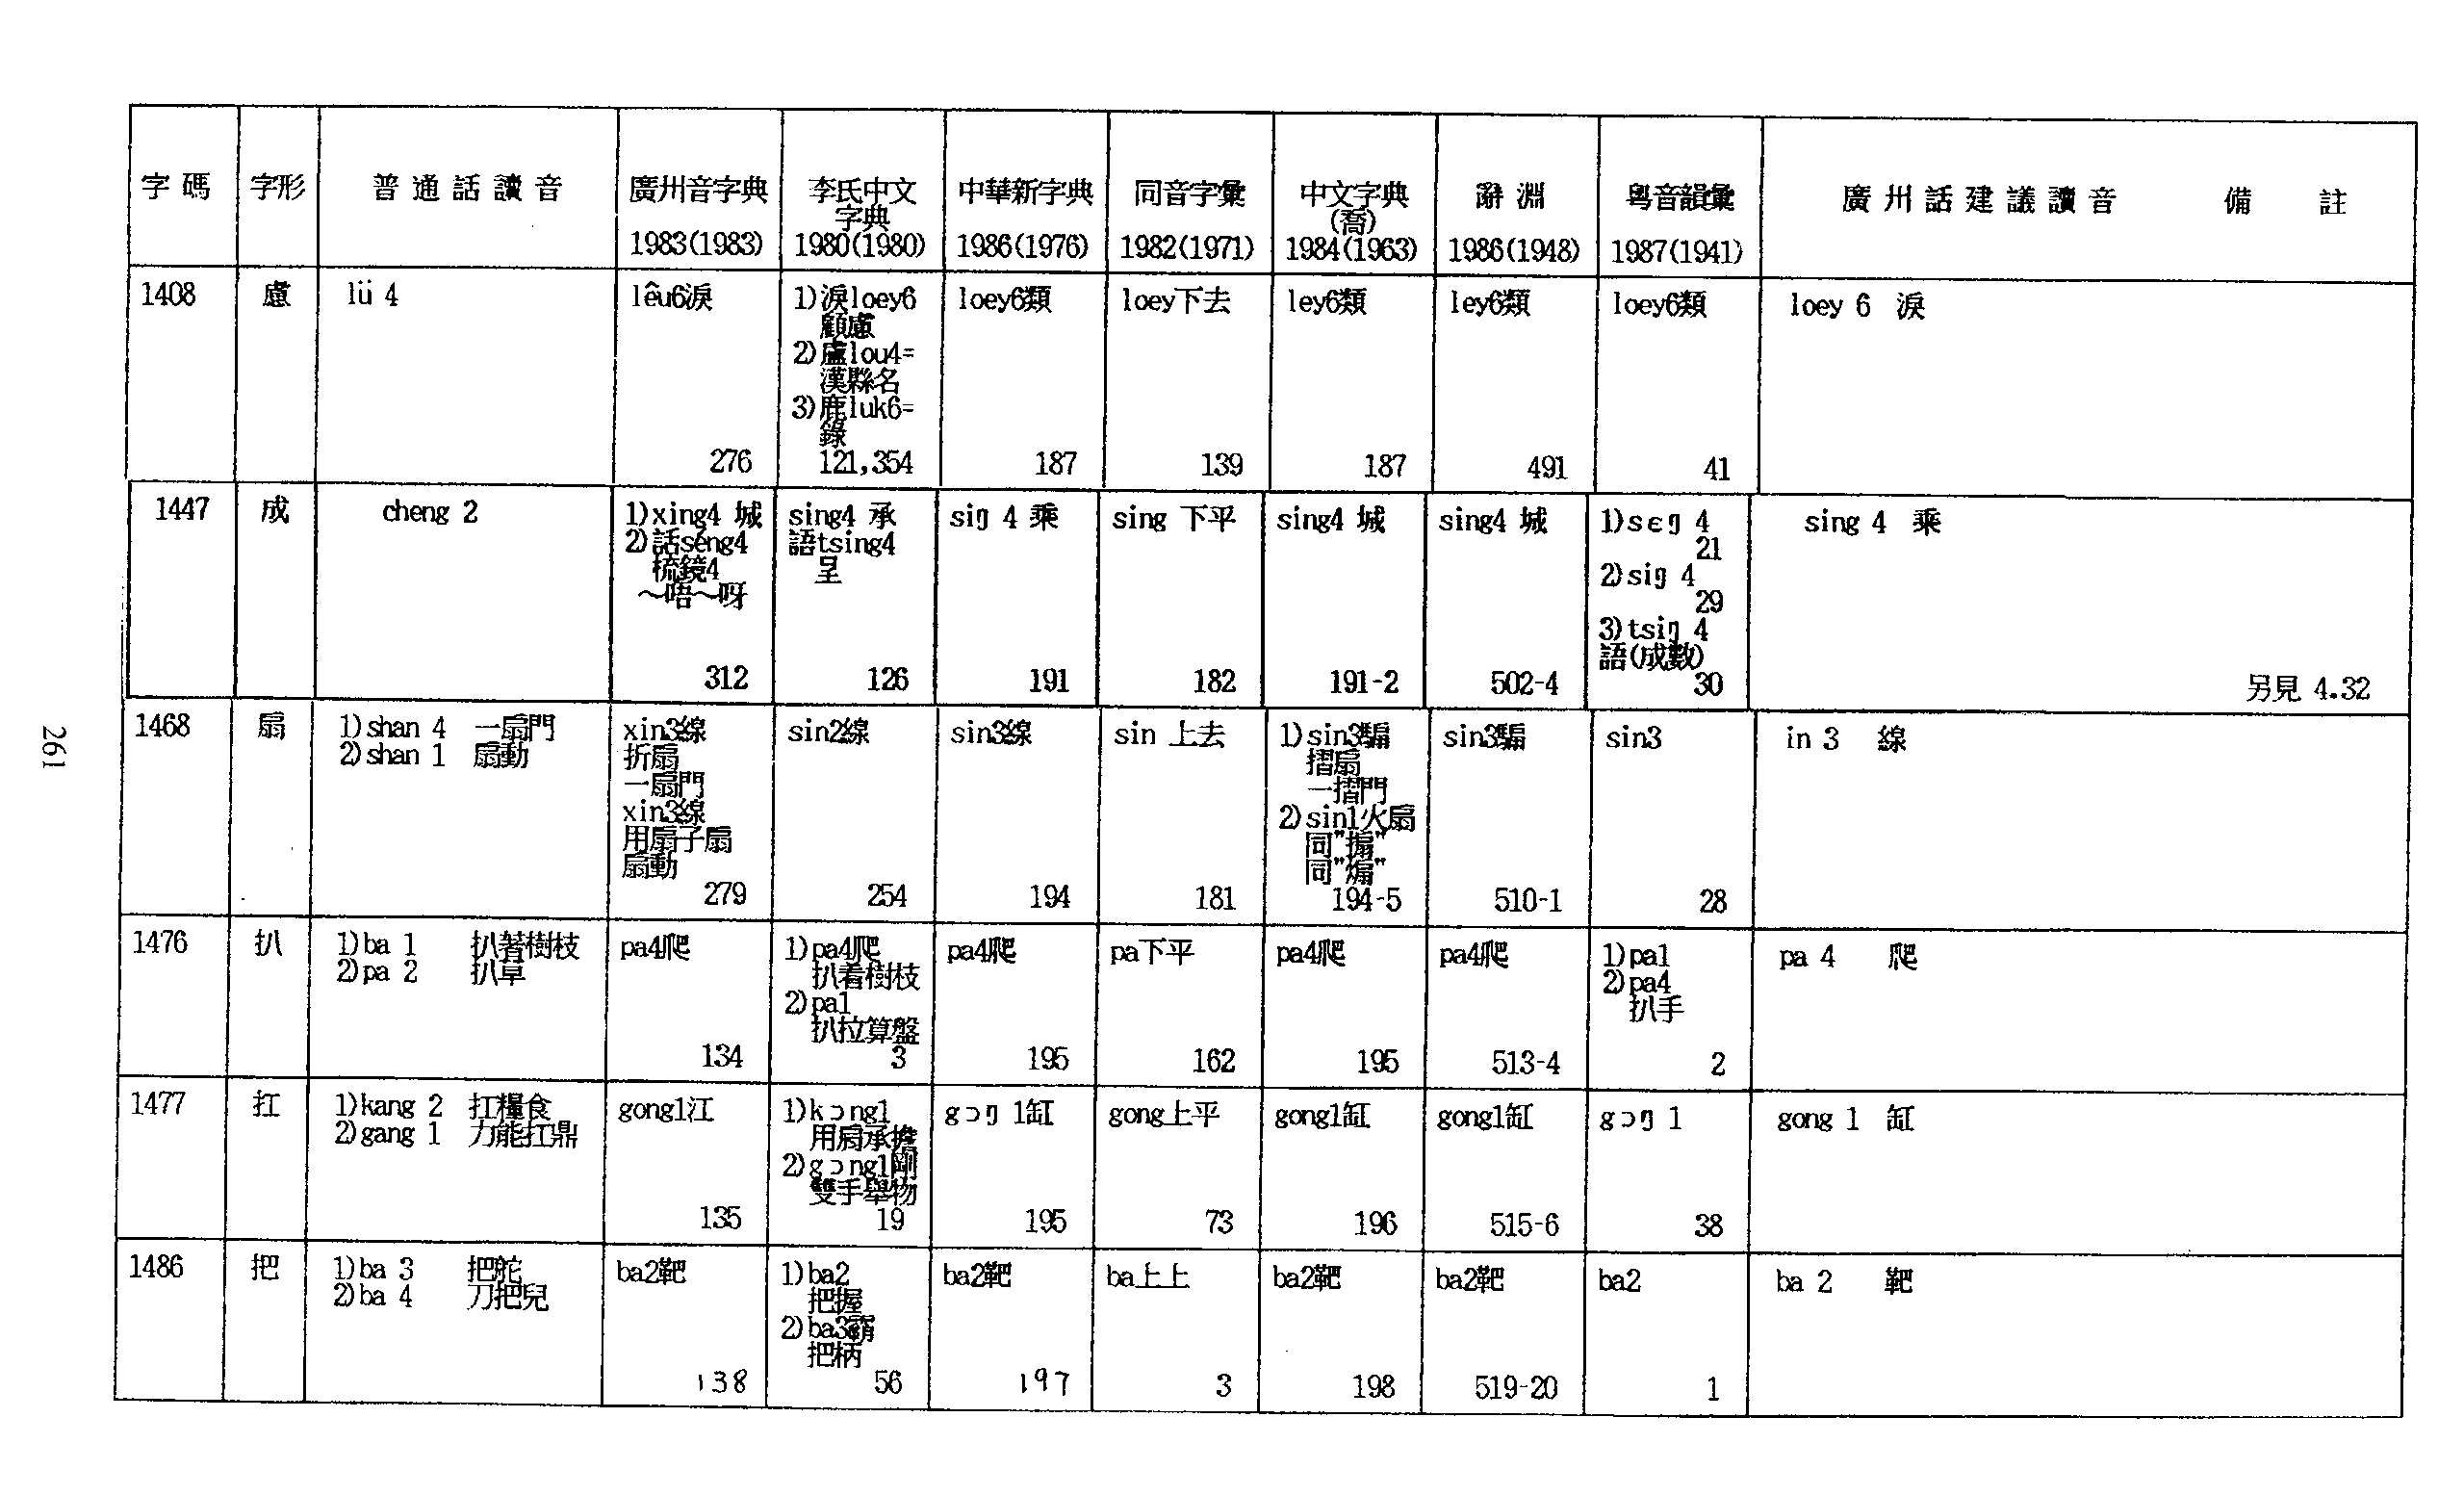 字 碼
字形
普 通 話 讀 音
廣州音字典
1983(1983)
李氏中文
字典
1980(1980)
中華新字典
1986(1976)
同音字彙
1982(1971)
中文字典
(喬)
1984(1963)
辭 淵
1986(1948)
粵音韻彙
1987(1941)
廣 州 話 建 議 讀 音
備 註
1408
慮
lü 4
lêu6淚
276
1)淚loey6
顧慮
2)盧lou4=
漢縣名
3)鹿luk6=
錄
121,354
loey6類
187
loey下去
139
ley6類
187
ley6類
491
loey6類
41
loey 6 淚
1447
成
cheng 2
1)xing4 城
2)話séng4
梳鏡4
～唔～呀
312
sing4 承
語tsing4
呈
126
siŋ 4 乘
191
sing 下平
182
sing4 城
191-2
sing4 城
502-4
1)sɛŋ 4
21
2)siŋ 4
29
3)tsiŋ 4
語(成數)
30
sing 4 乘
另見 4.32
1468
扇
1)shan 4 一扇門
2)shan 1 扇動
xin3線
折扇
一扇門
xin3線
用扇子扇
扇動
279
sin2線
254
sin3線
194
sin 上去
181
1)sin3騸
摺扇
一摺門
2)sin1火扇
同"搧"
同"煽"
194-5
sin3騸
510-1
sin3
28
in 3 線
1476
扒
1)ba 1 扒著樹枝
2)pa 2 扒草
pa4爬
134
1)pa4爬
扒着樹枝
2)pa1
扒拉算盤
3
pa4爬
195
pa下平
162
pa4爬
195
pa4爬
513-4
1)pa1
2)pa4
扒手
2
pa 4 爬
1477
扛
1)kang 2 扛糧食
2)gang 1 力能扛鼎
gong1江
135
1)kɔng1
用肩承擔
2)gɔng1剛
雙手舉物
19
gɔŋ 1缸
195
gong上平
73
gong1缸
196
gong1缸
515-6
gɔŋ 1
38
gong 1 缸
1486
把
1)ba 3 把舵
2)ba 4 刀把兒
ba2靶
138
1)ba2
把握
2)ba3霸
把柄
56
ba2靶
197
ba上上
3
ba2靶
198
ba2靶
519-20
ba2
1
ba 2 靶
261